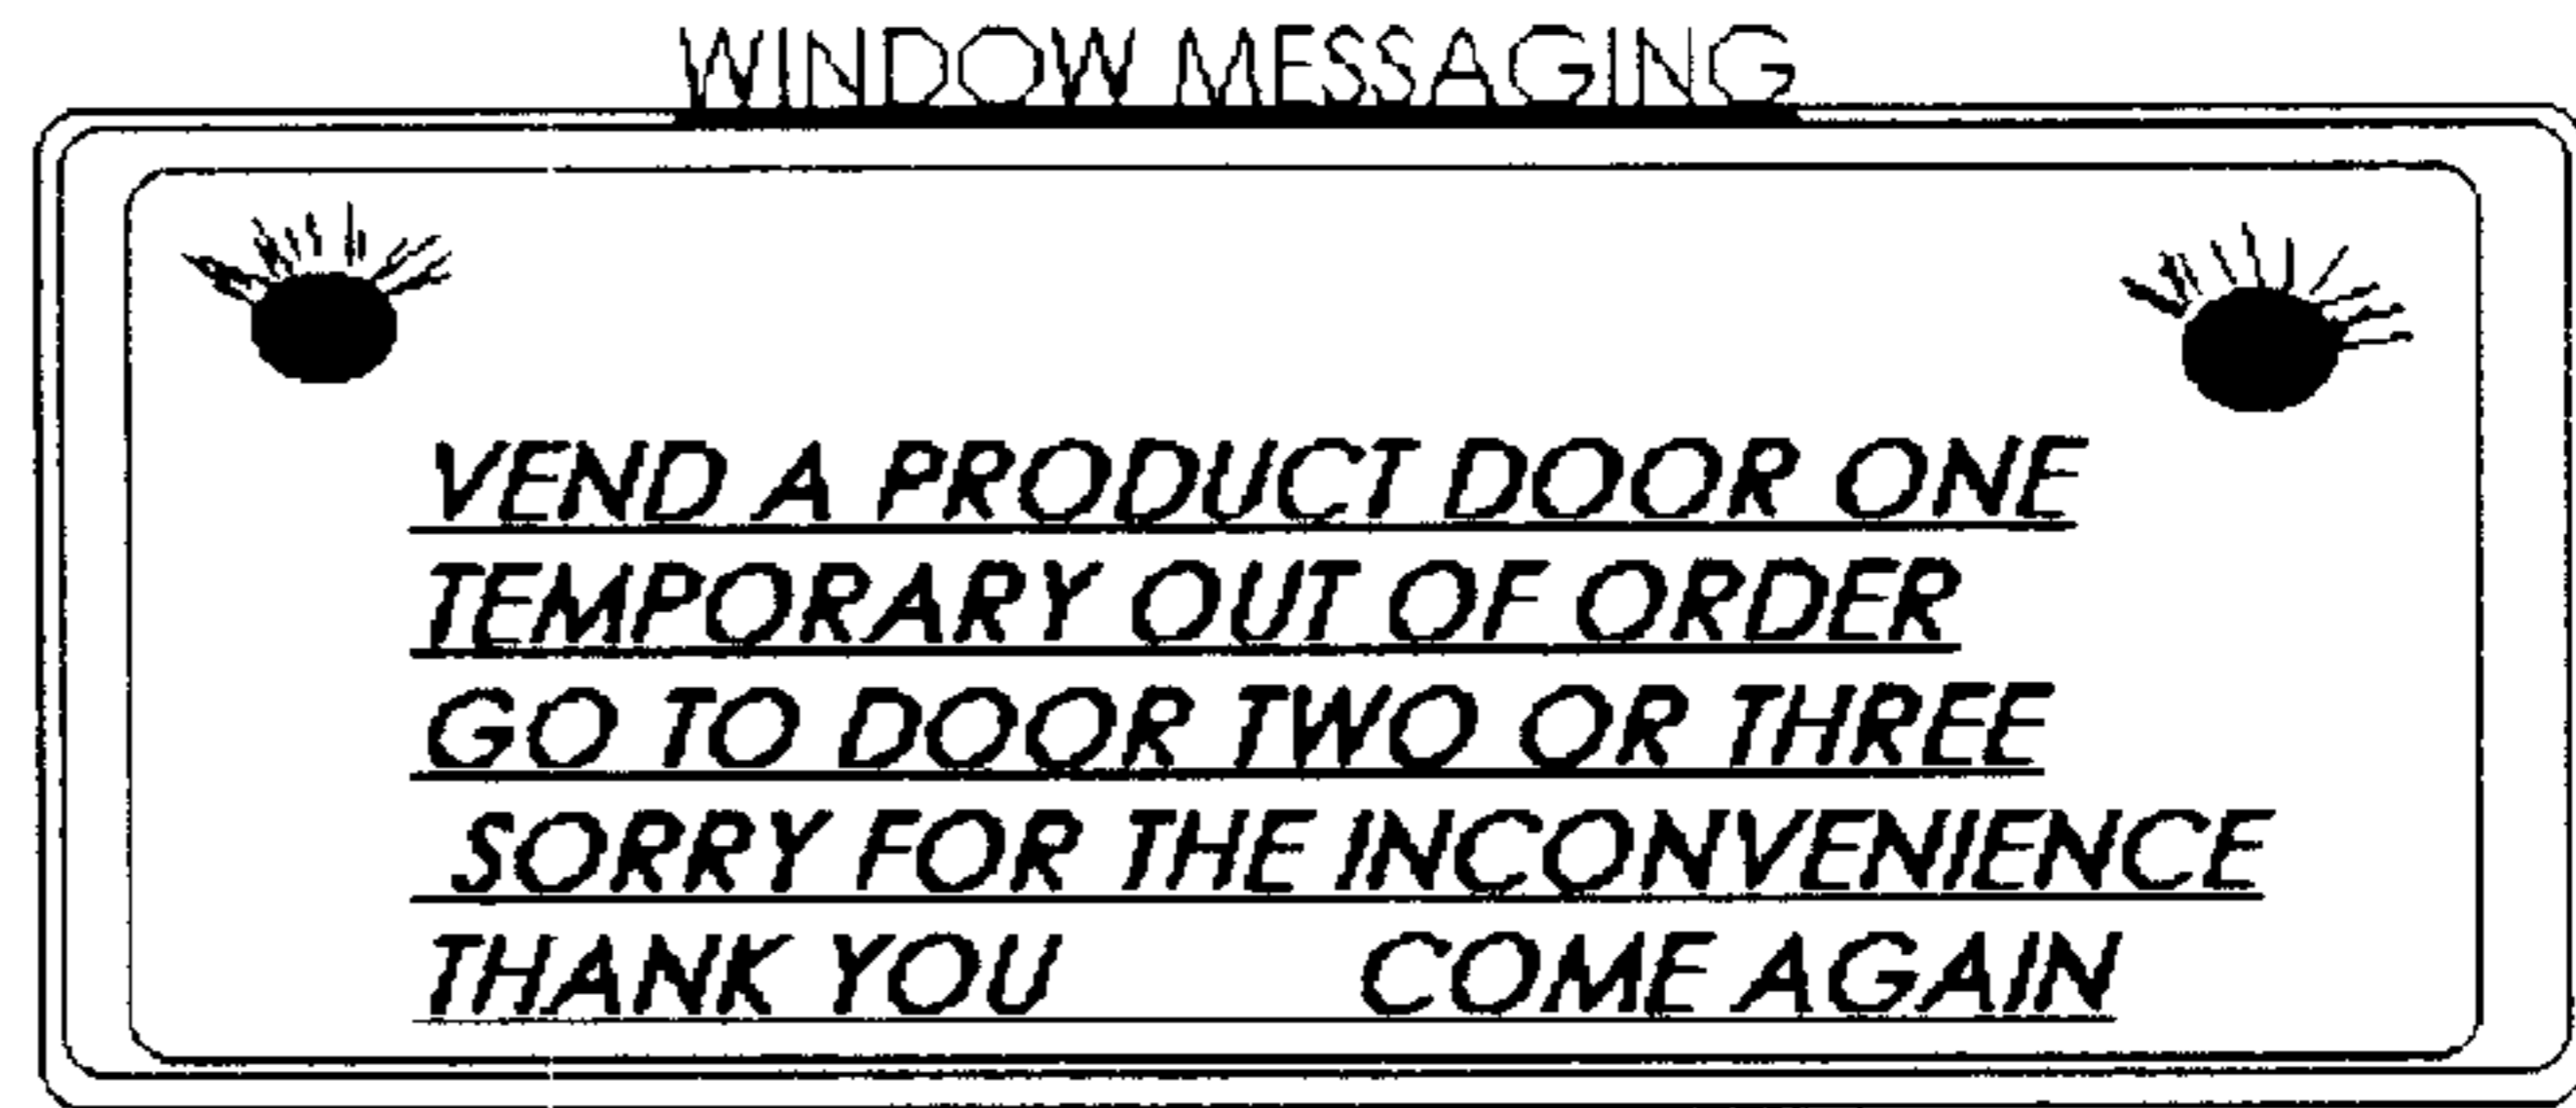 WINDOW MESSAGING
VEND A PRODUCT DOOR ONE
TEMPORARY OUT OF ORDER
GO TO DOOR TWO OR THREE
SORRY FOR THE INCONVENIENCE
THANK YOU COME AGAIN